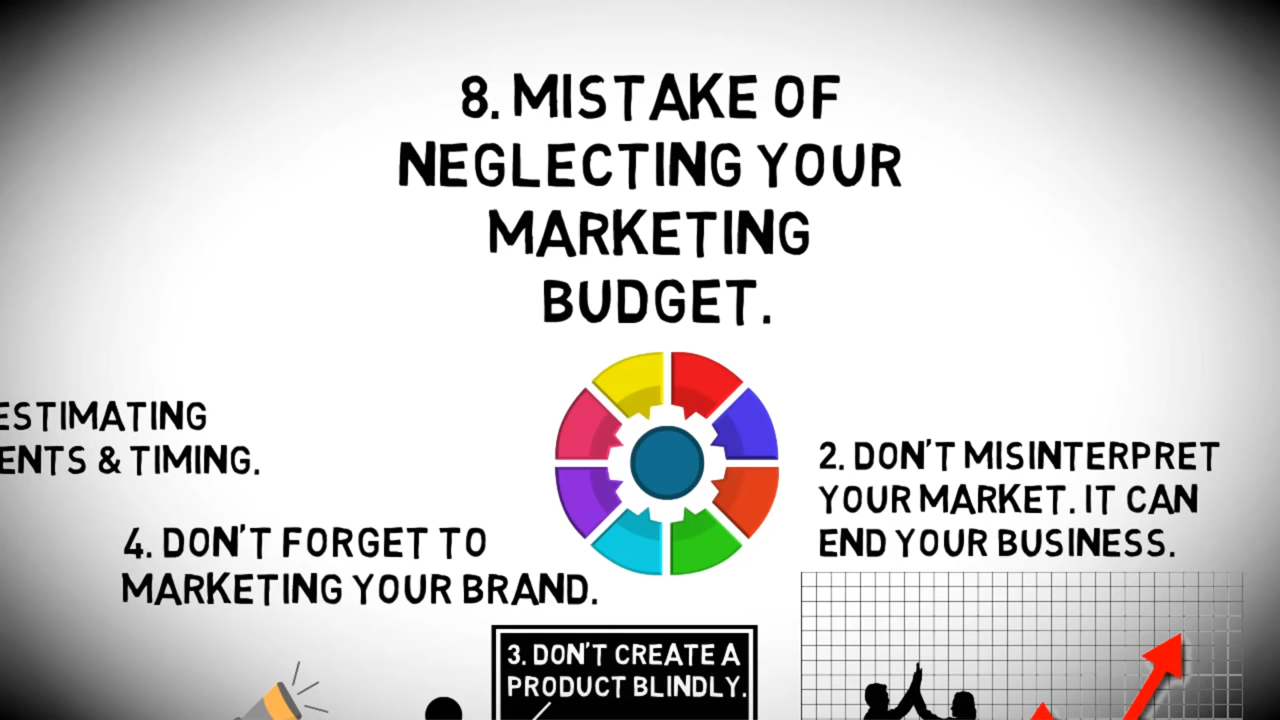 8. MISTAKE OF
NEGLECTING YOUR
MARKETING
BUDGET.
ESTIMATING
ENTS & TIMING.
2. DON'T MISINTERPRET
YOUR MARKET. IT CAN
END YOUR BUSINESS.
4. DON'T FORGET TO
MARKETING YOUR BRAND.
3. DON'T CREATE A
PRODUCT BLINDLY.